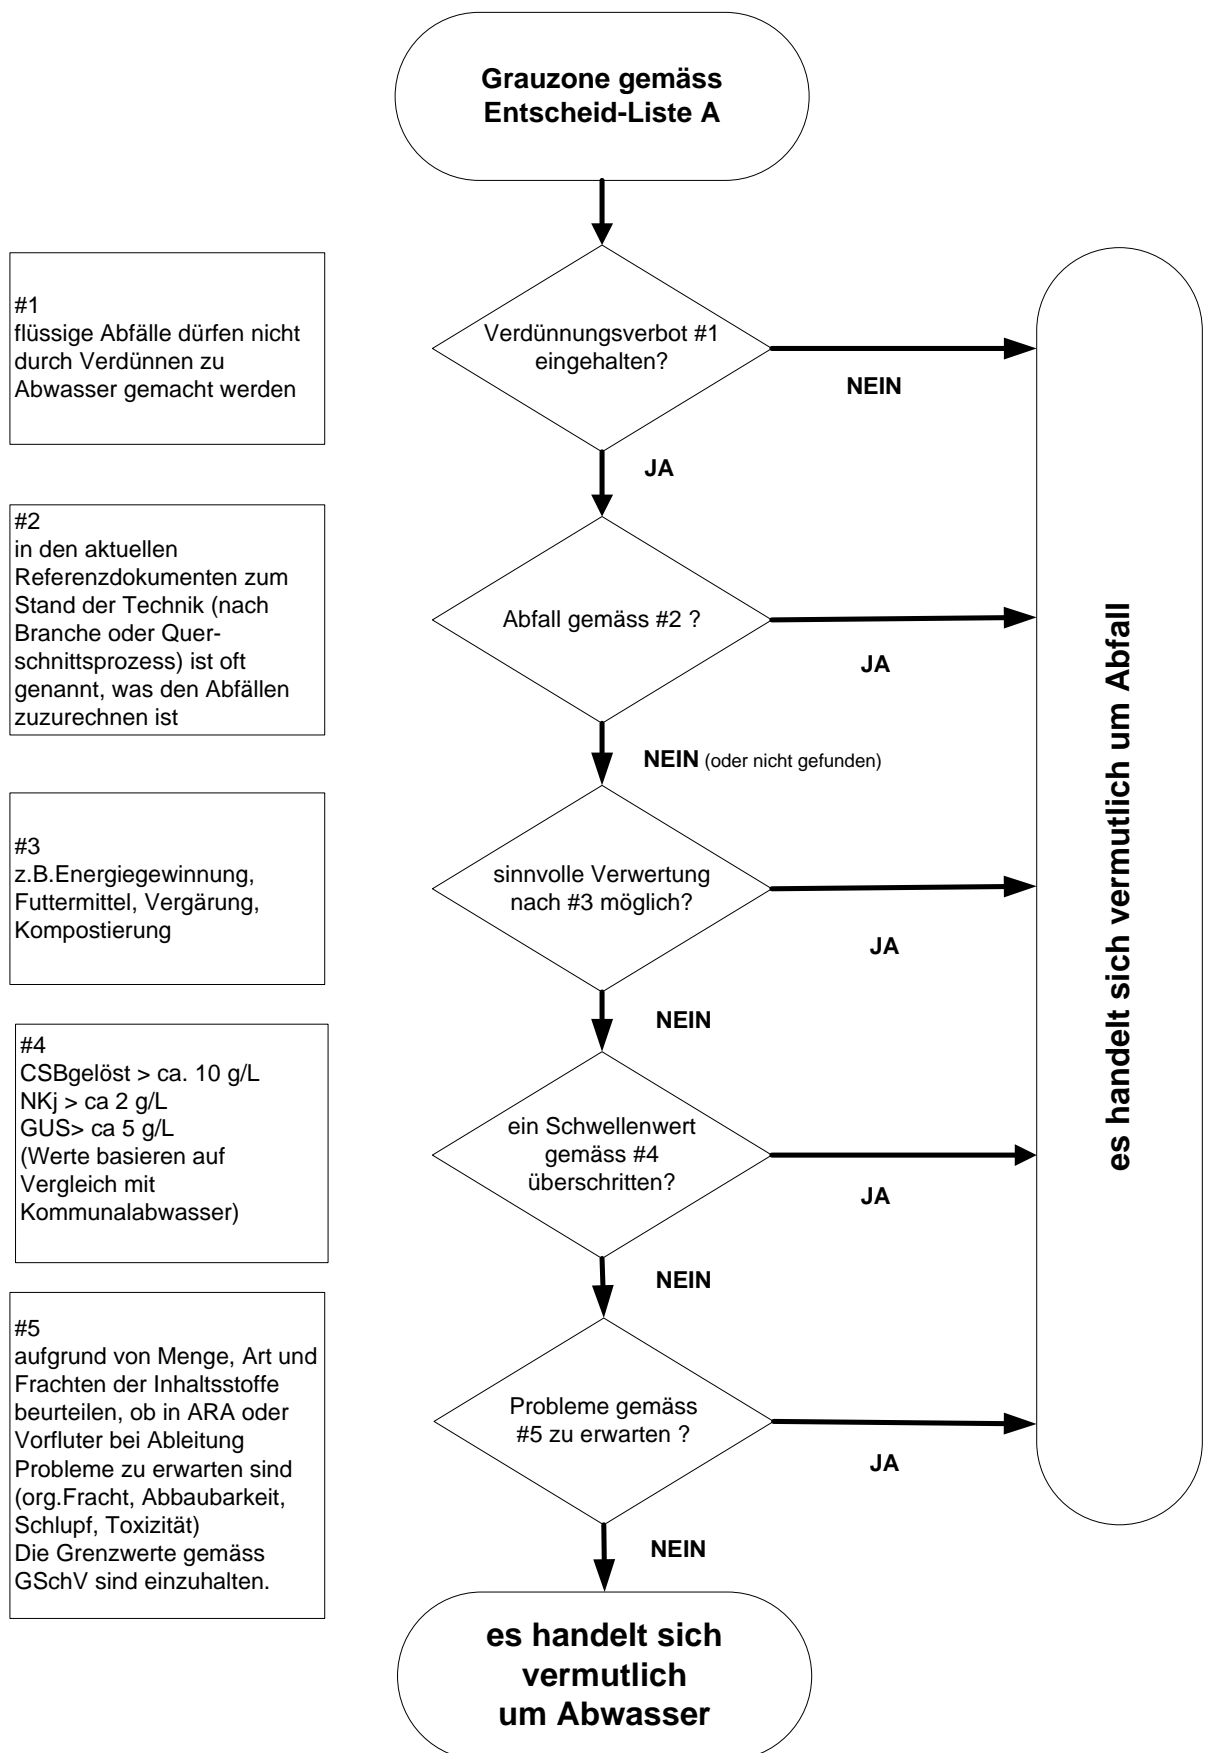 Grauzone gemäss
Entscheid-Liste A
#1
flüssige Abfälle dürfen nicht
durch Verdünnen zu
Abwasser gemacht werden
Verdünnungsverbot #1
eingehalten?
NEIN
JA
#2
in den aktuellen
Referenzdokumenten zum
Stand der Technik (nach
Branche oder Quer-
schnittsprozess) ist oft
genannt, was den Abfällen
zuzurechnen ist
Abfall gemäss #2 ?
JA
NEIN (oder nicht gefunden)
#3
z.B.Energiegewinnung,
Futtermittel, Vergärung,
Kompostierung
sinnvolle Verwertung
nach #3 möglich?
JA
NEIN
#4
CSBgelöst > ca. 10 g/L
NKj > ca 2 g/L
GUS> ca 5 g/L
(Werte basieren auf
Vergleich mit
Kommunalabwasser)
ein Schwellenwert
gemäss #4
überschritten?
JA
NEIN
#5
aufgrund von Menge, Art und
Frachten der Inhaltsstoffe
beurteilen, ob in ARA oder
Vorfluter bei Ableitung
Probleme zu erwarten sind
(org.Fracht, Abbaubarkeit,
Schlupf, Toxizität)
Die Grenzwerte gemäss
GSchV sind einzuhalten.
Probleme gemäss
#5 zu erwarten ?
JA
NEIN
es handelt sich vermutlich um Abfall
es handelt sich
vermutlich
um Abwasser